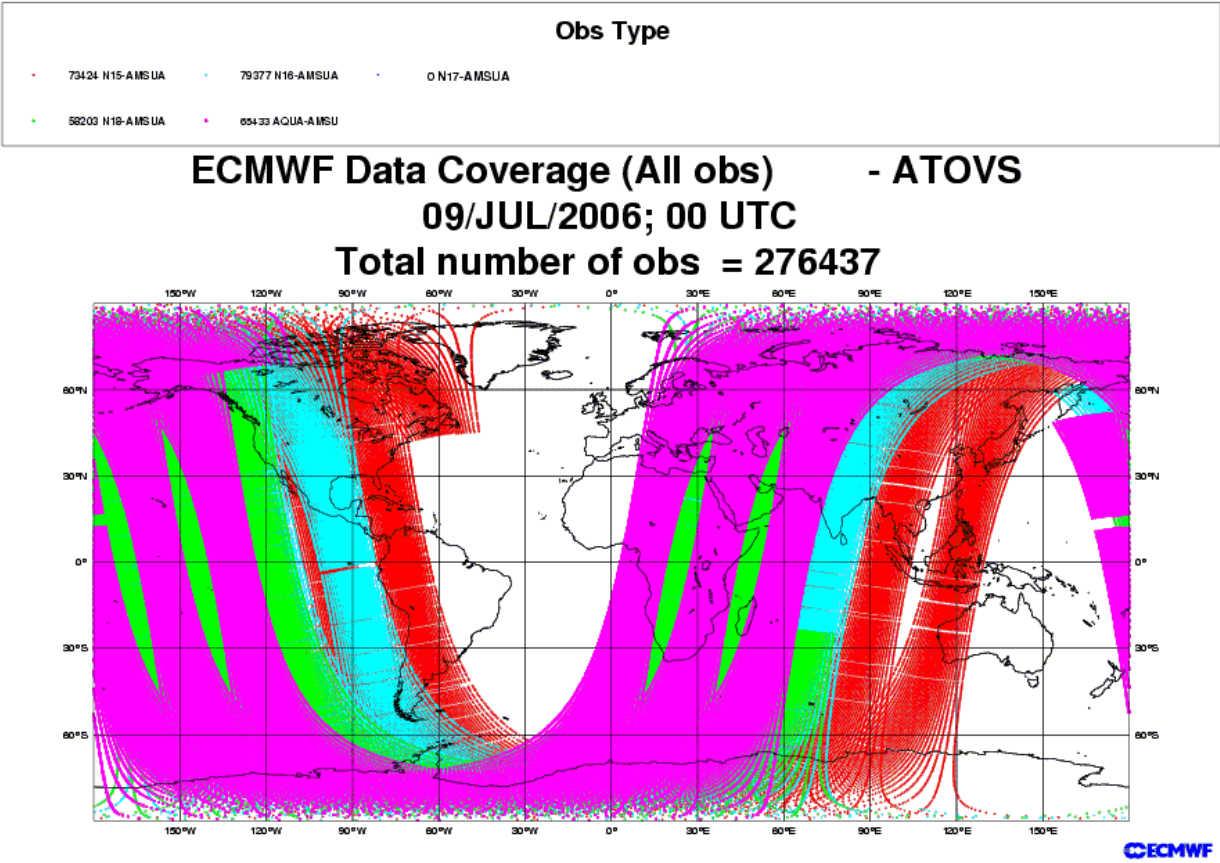 Obs Type
73424 N15-AMSUA 79377 N16-AMSUA 0 N17-AMSUA
58203 N18-AMSUA 65433 AQUA-AMSU
ECMWF Data Coverage (All obs) - ATOVS
09/JUL/2006; 00 UTC
Total number of obs = 276437
150°W 120°W 90°W 60°W 30°W 0° 30°E 60°E 90°E 120°E 150°E
60°N 60°N
30°N 30°N
0° 0°
30°S 30°S
60°S 60°S
150°W 120°W 90°W 60°W 30°W 0° 30°E 60°E 90°E 120°E 150°E
ECMWF